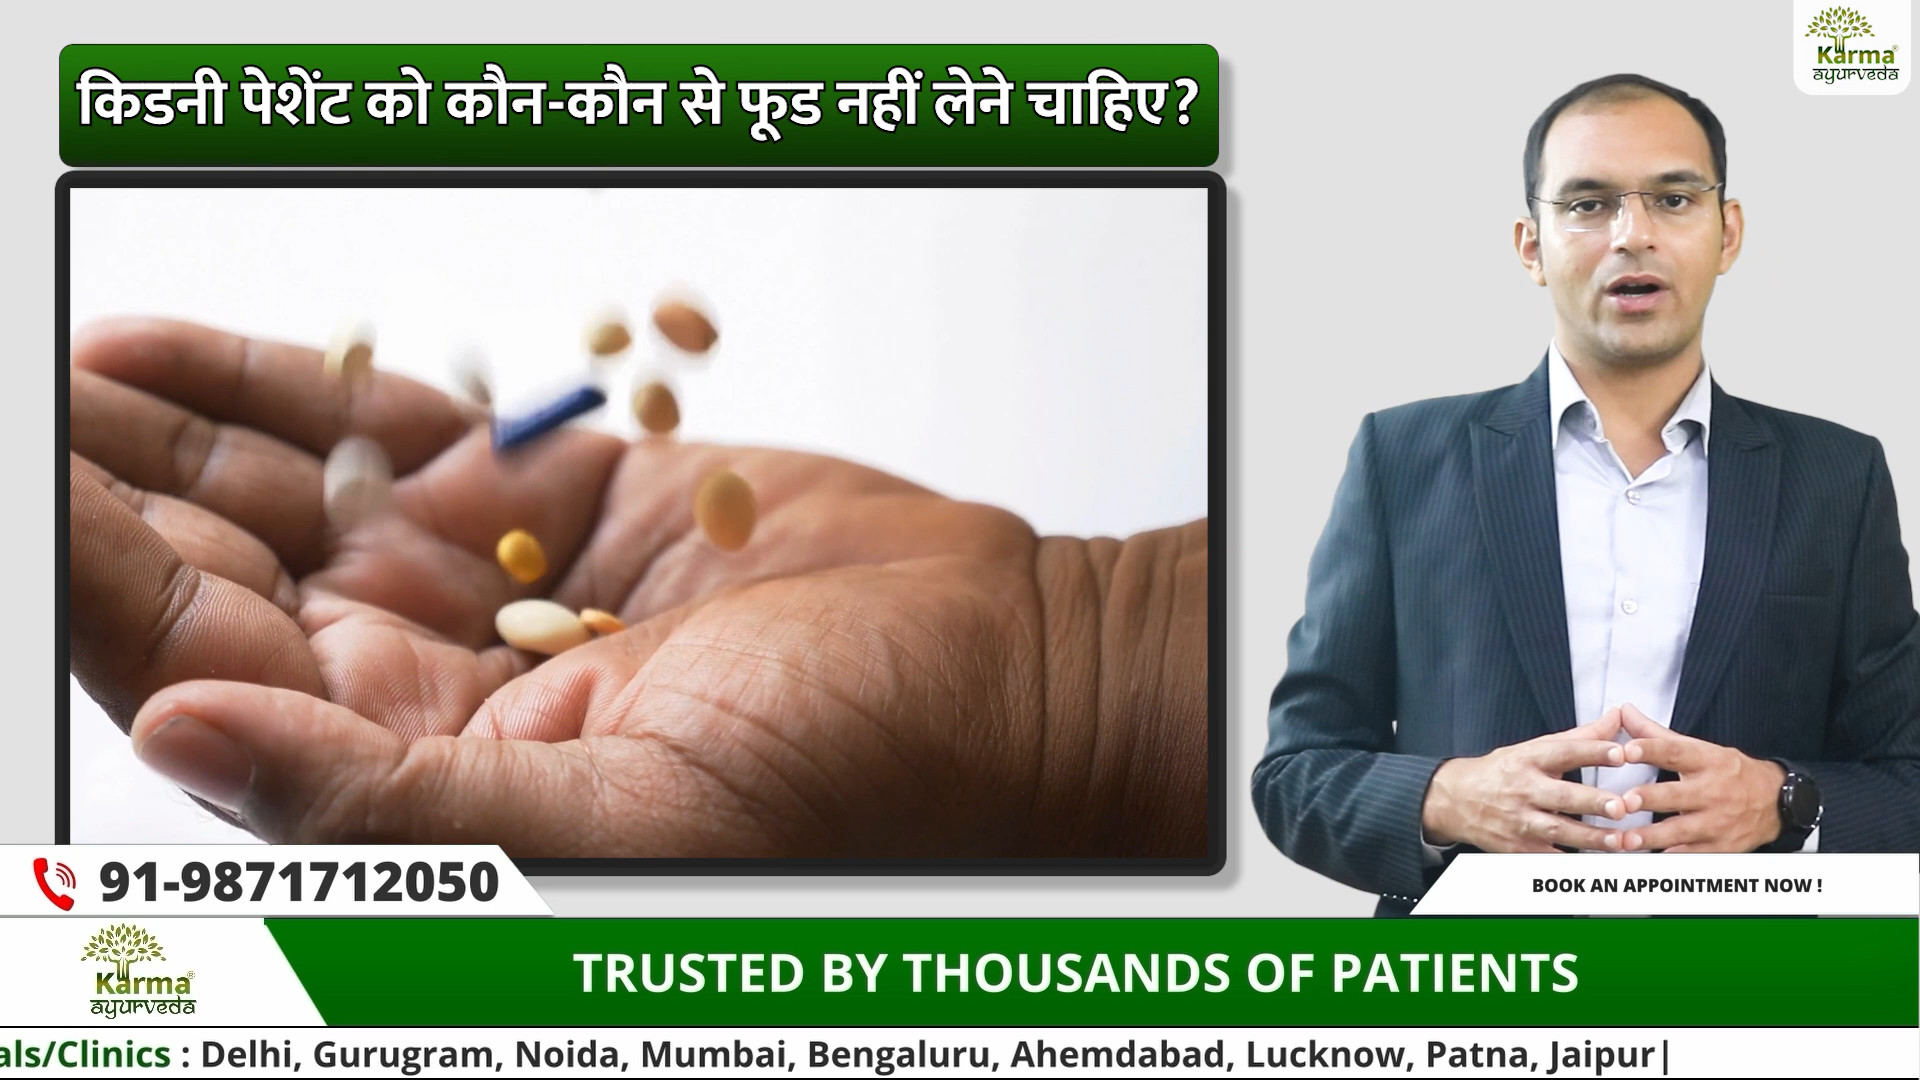 Karma
ayurveda
किडनी पेशेंट को कौन-कौन से फूड नहीं लेने चाहिए?
91-9871712050
BOOK AN APPOINTMENT NOW !
Karma
ayurveda
TRUSTED BY THOUSANDS OF PATIENTS
als/Clinics : Delhi, Gurugram, Noida, Mumbai, Bengaluru, Ahemdabad, Lucknow, Patna, Jaipur|